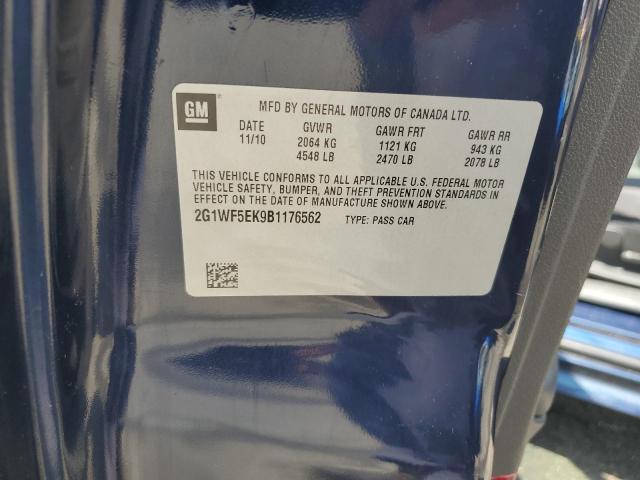 GM
MFD BY GENERAL MOTORS OF CANADA LTD.
DATE GVWR GAWR FRT GAWR RR
11/10 2064 KG 1121 KG 943 KG
4548 LB 2470 LB 2078 LB
THIS VEHICLE CONFORMS TO ALL APPLICABLE U.S. FEDERAL MOTOR
VEHICLE SAFETY, BUMPER, AND THEFT PREVENTION STANDARDS IN
EFFECT ON THE DATE OF MANUFACTURE SHOWN ABOVE.
2G1WF5EK9B1176562 TYPE: PASS CAR